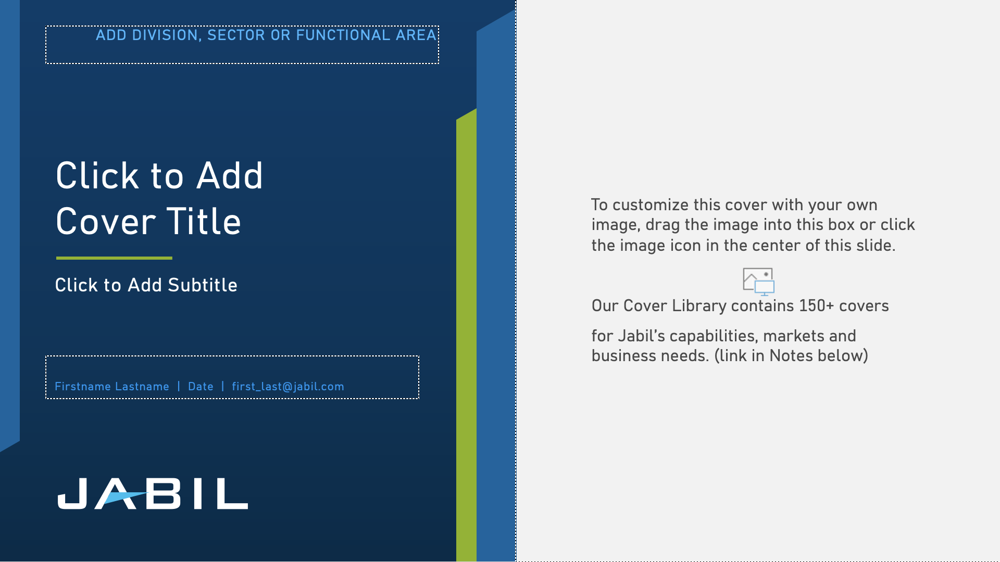 ADD DIVISION, SECTOR OR FUNCTIONAL AREA
Click to Add
Cover Title
Click to Add Subtitle
Firstname Lastname | Date | first_last@jabil.com
JABIL
To customize this cover with your own
image, drag the image into this box or click
the image icon in the center of this slide.
Our Cover Library contains 150+ covers
for Jabil’s capabilities, markets and
business needs. (link in Notes below)